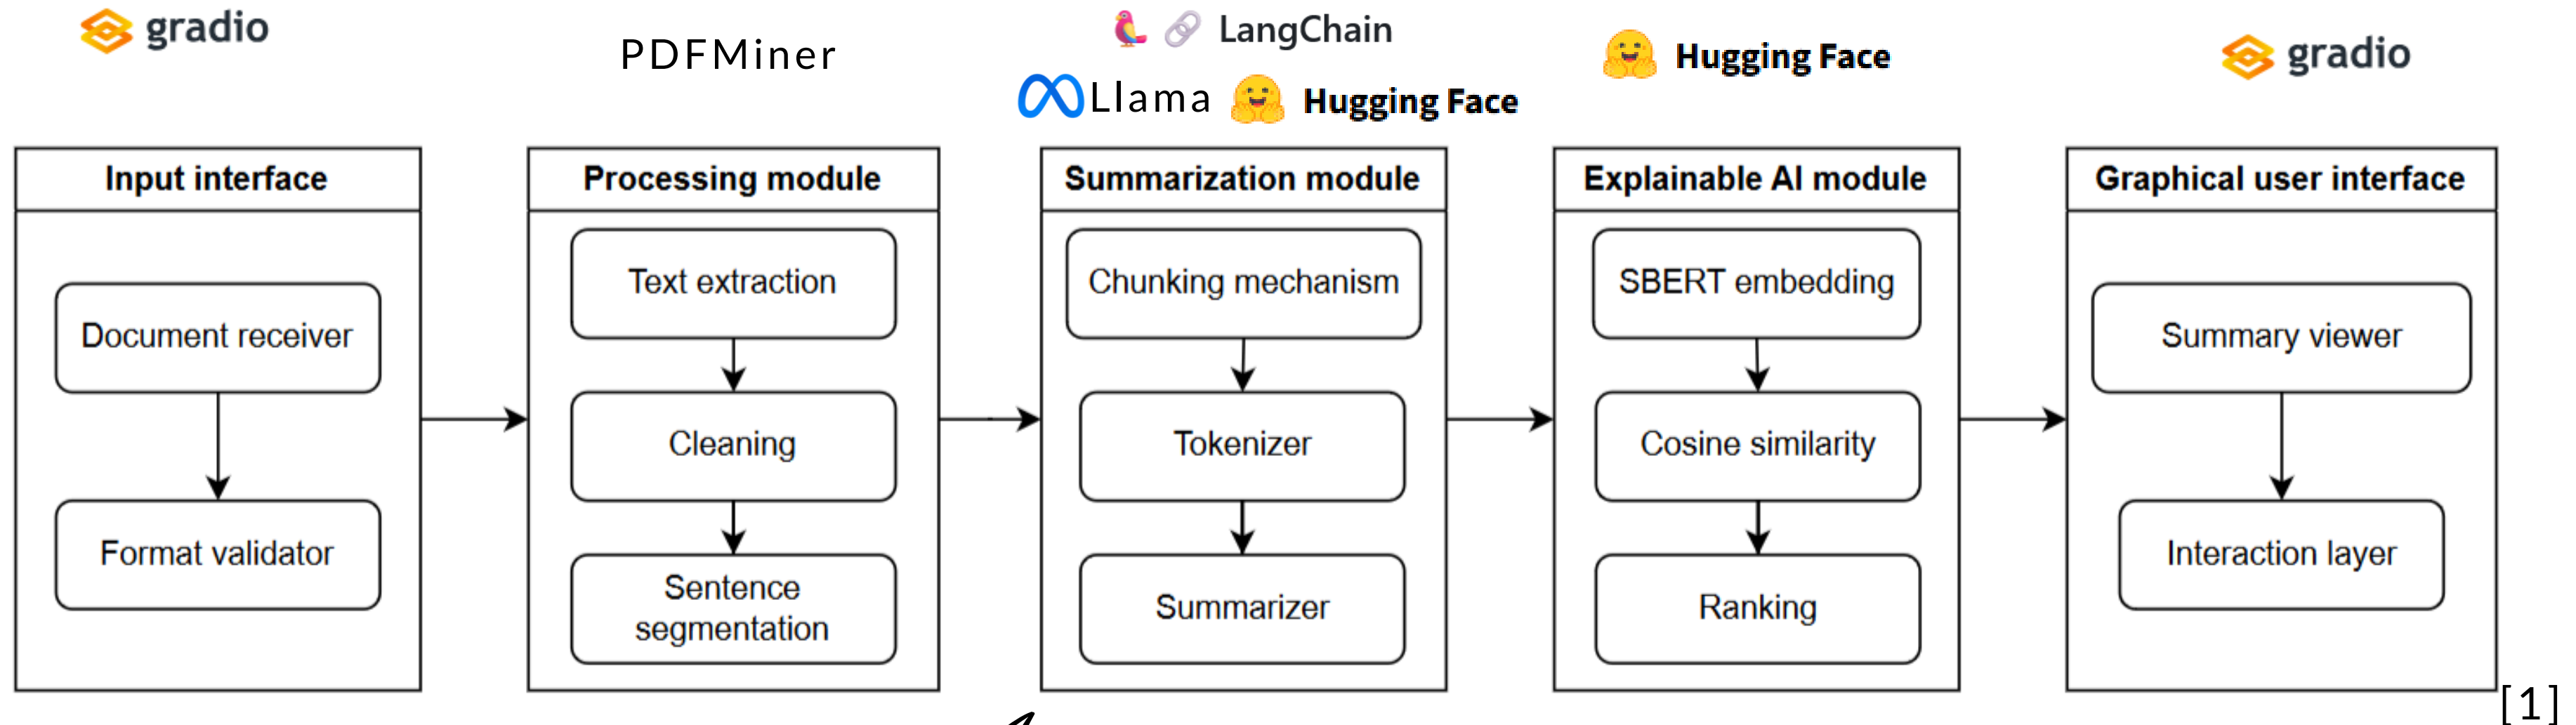 gradio
PDFMiner
LangChain
Llama
Hugging Face
Hugging Face
gradio
Input interface
Document receiver
Format validator
Processing module
Text extraction
Cleaning
Sentence
segmentation
Summarization module
Chunking mechanism
Tokenizer
Summarizer
Explainable AI module
SBERT embedding
Cosine similarity
Ranking
Graphical user interface
Summary viewer
Interaction layer
[1]